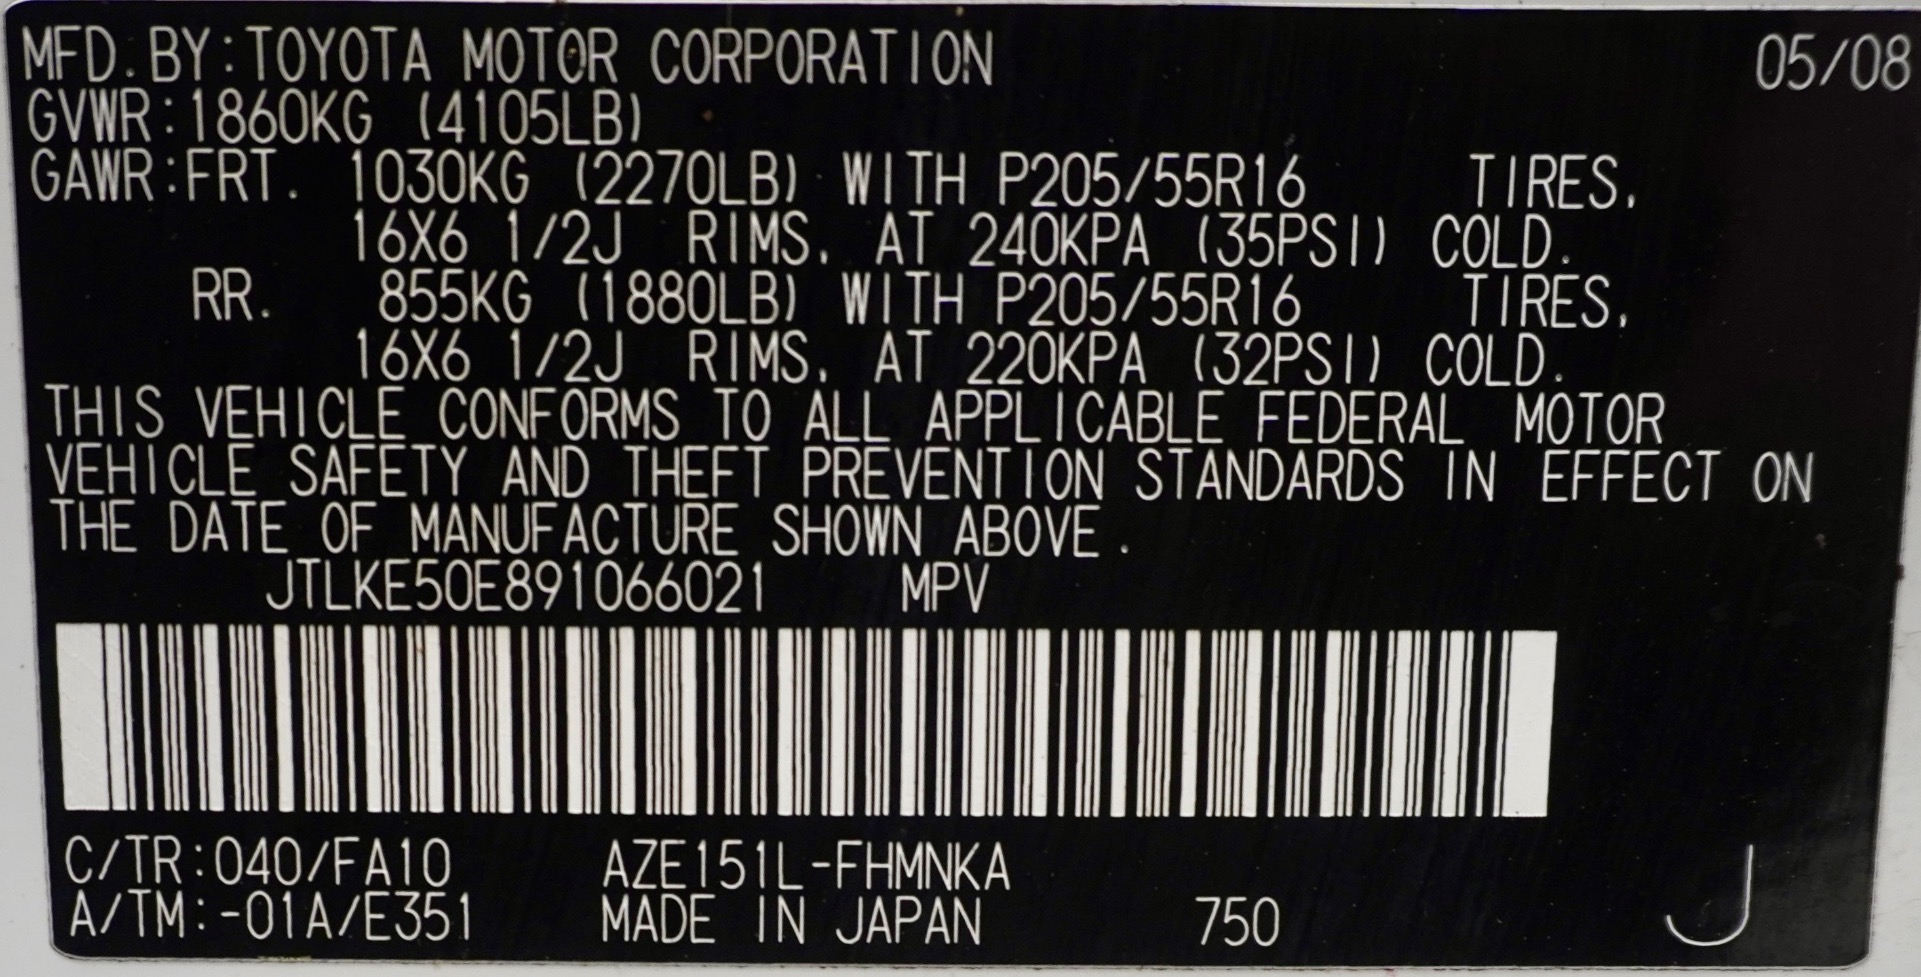 MFD.BY:TOYOTA MOTOR CORPORATION 05/08
GVWR:1860KG (4105LB)
GAWR:FRT. 1030KG (2270LB) WITH P205/55R16 TIRES,
16X6 1/2J RIMS, AT 240KPA (35PSI) COLD.
RR. 855KG (1880LB) WITH P205/55R16 TIRES,
16X6 1/2J RIMS, AT 220KPA (32PSI) COLD.
THIS VEHICLE CONFORMS TO ALL APPLICABLE FEDERAL MOTOR
VEHICLE SAFETY AND THEFT PREVENTION STANDARDS IN EFFECT ON
THE DATE OF MANUFACTURE SHOWN ABOVE.
JTLKE50E891066021 MPV
C/TR:040/FA10 AZE151L-FHMNKA
A/TM:-01A/E351 MADE IN JAPAN 750 J